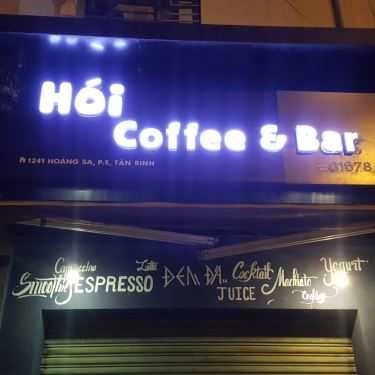 Hói
Coffee & Bar
1241 HOÀNG SA, P.5, TÂN BÌNH
01678
Cappuccino Latte Cocktail Yogurt
Smoothie ESPRESSO ĐEN ĐÁ.. JUICE Machiato